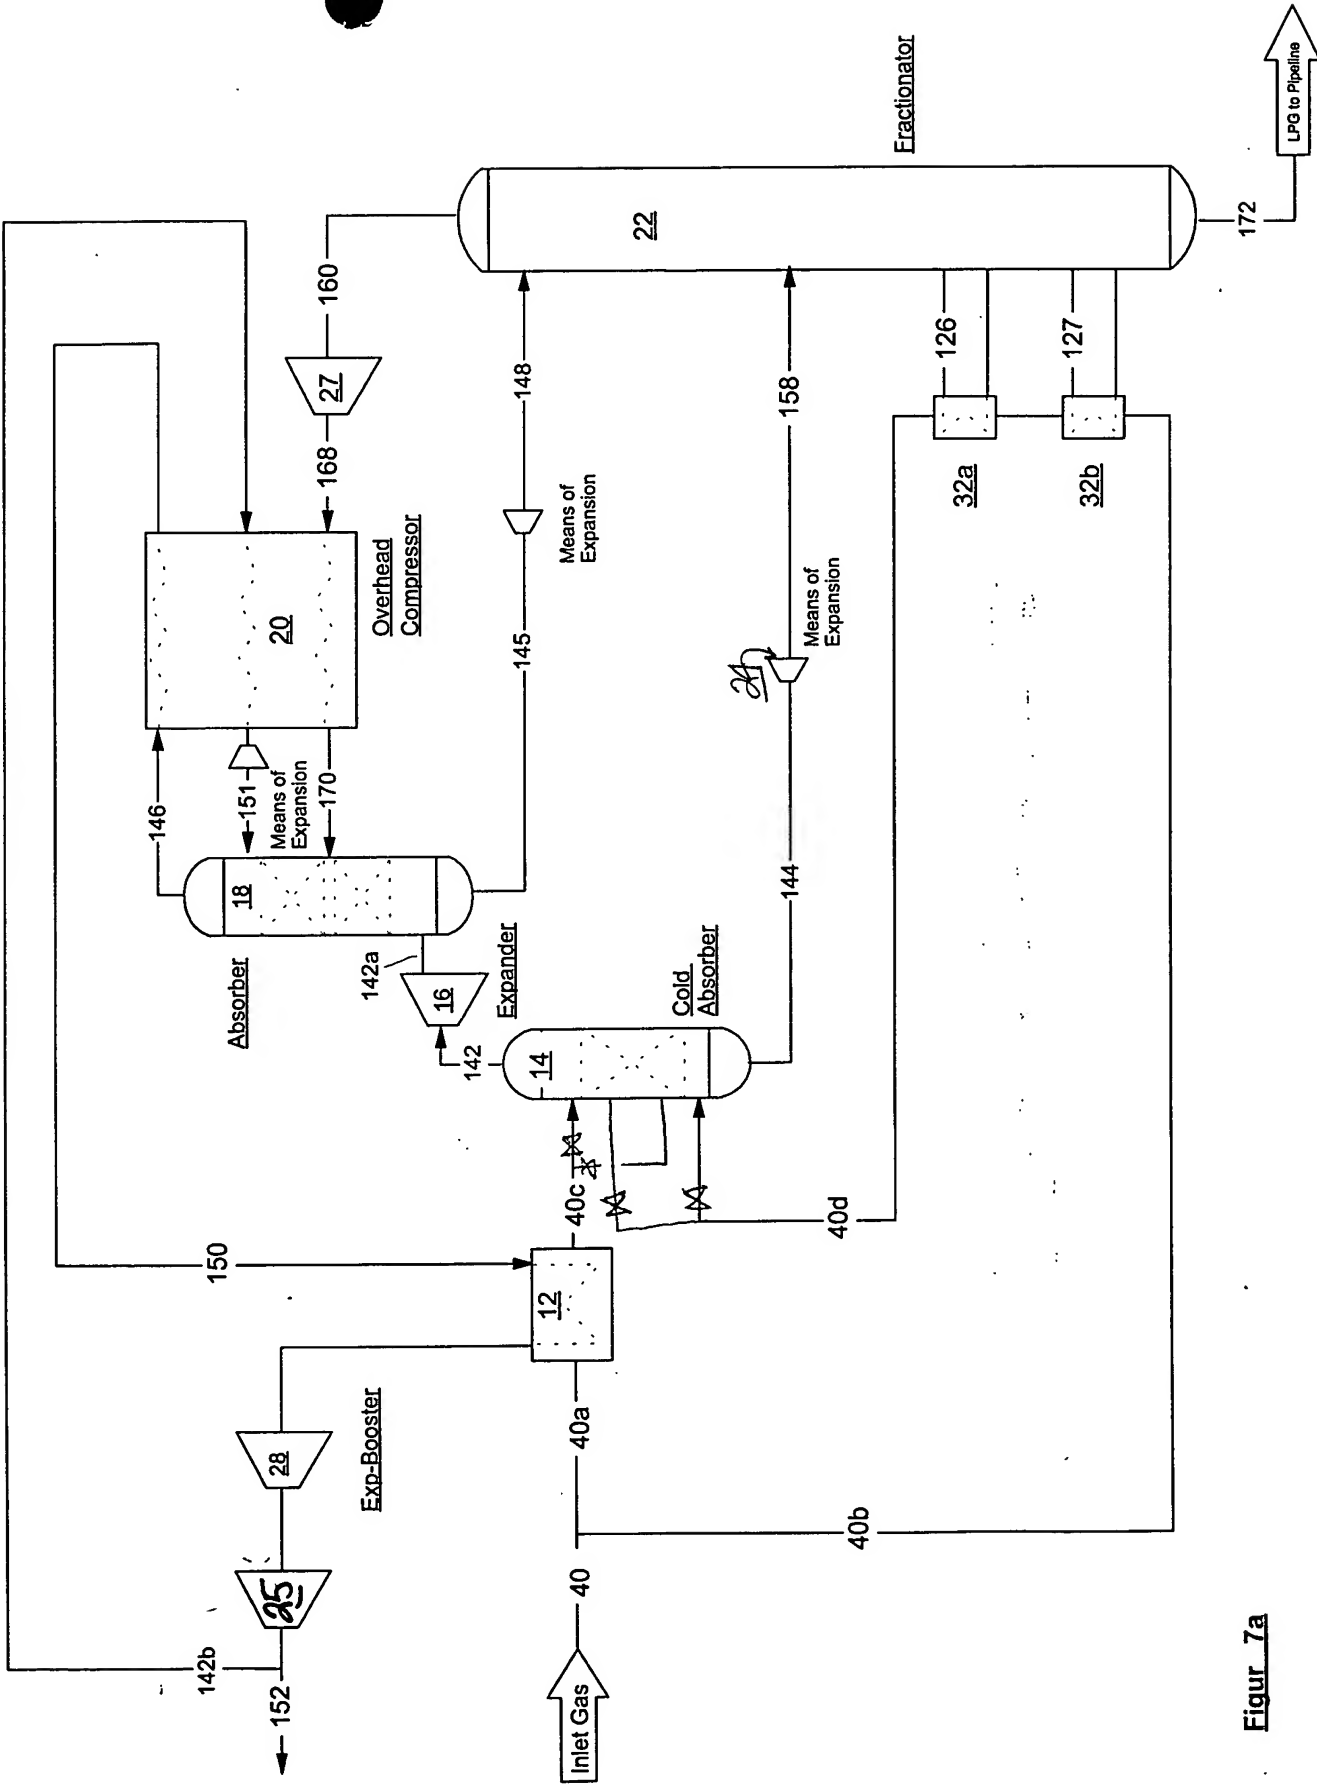 Fractionator
LPG to Pipeline
22
172
160
148
158
126
127
27
168
32a
32b
Means of
Expansion
20
Overhead
Compressor
145
25
Means of
Expansion
146
151
Means of
Expansion
170
144
18
142a
16
Expander
Absorber
Cold
Absorber
142
14
40c
40d
150
12
40a
28
Exp-Booster
40b
40
25
142b
152
Inlet Gas
Figur 7a